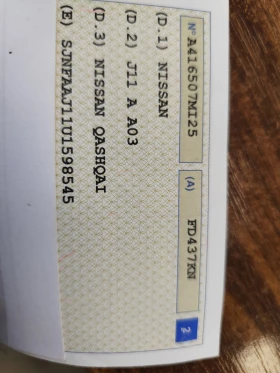 N° A416507MI25
(A) FD437KN
2
(D.1) NISSAN
(D.2) J11 A A03
(D.3) NISSAN QASHQAI
(E) SJNFAAJ11U1598545